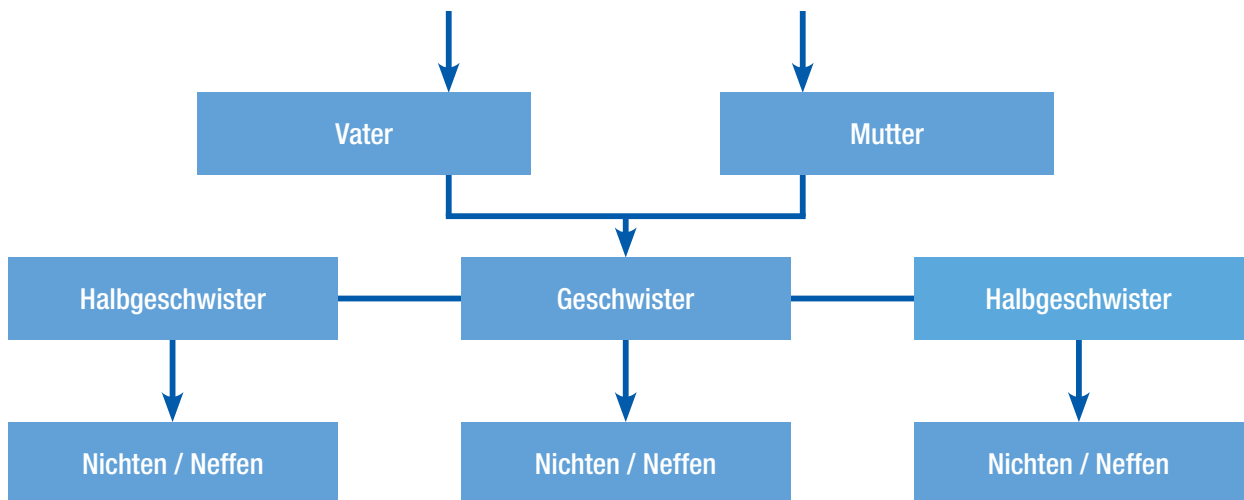 Vater
Mutter
Halbgeschwister
Geschwister
Halbgeschwister
Nichten / Neffen
Nichten / Neffen
Nichten / Neffen